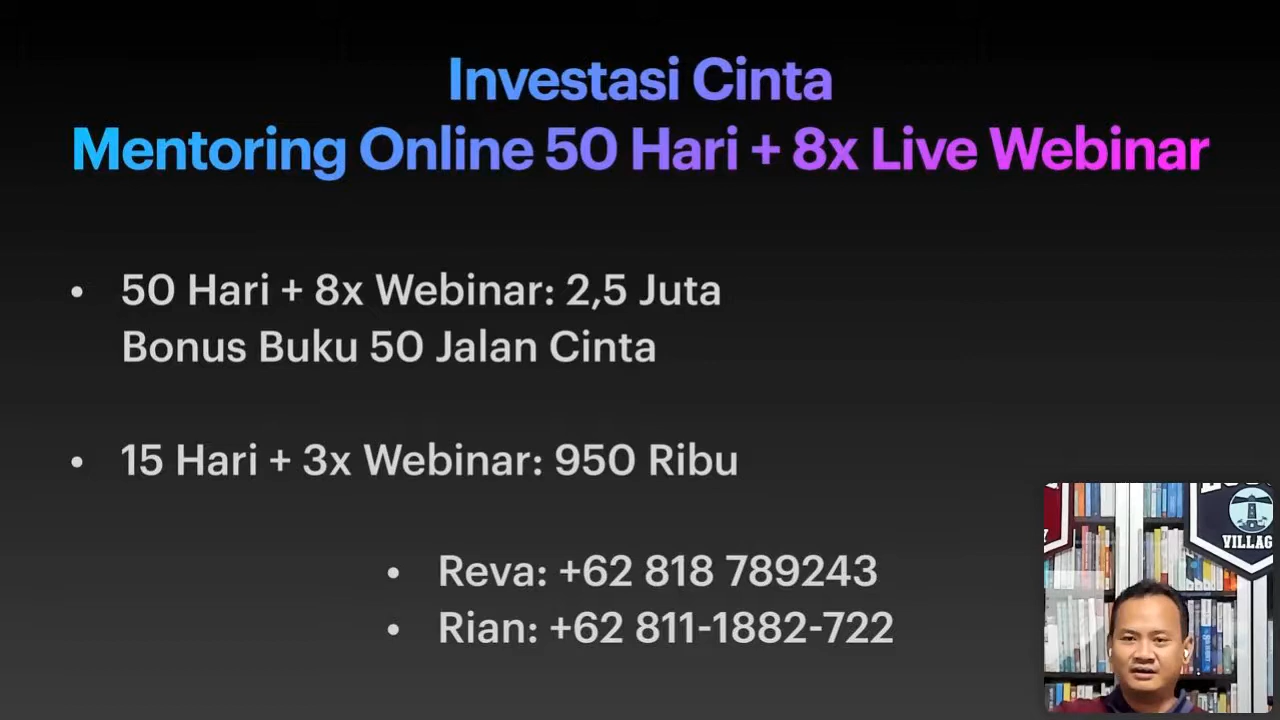 Investasi Cinta
Mentoring Online 50 Hari + 8x Live Webinar
• 50 Hari + 8x Webinar: 2,5 Juta
Bonus Buku 50 Jalan Cinta
• 15 Hari + 3x Webinar: 950 Ribu
• Reva: +62 818 789243
• Rian: +62 811-1882-722